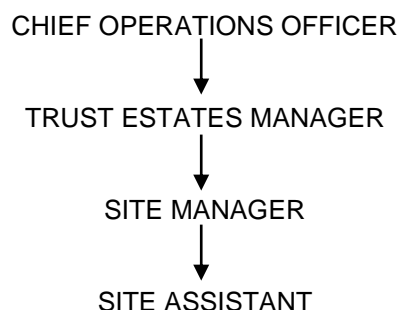 CHIEF OPERATIONS OFFICER
TRUST ESTATES MANAGER
SITE MANAGER
SITE ASSISTANT